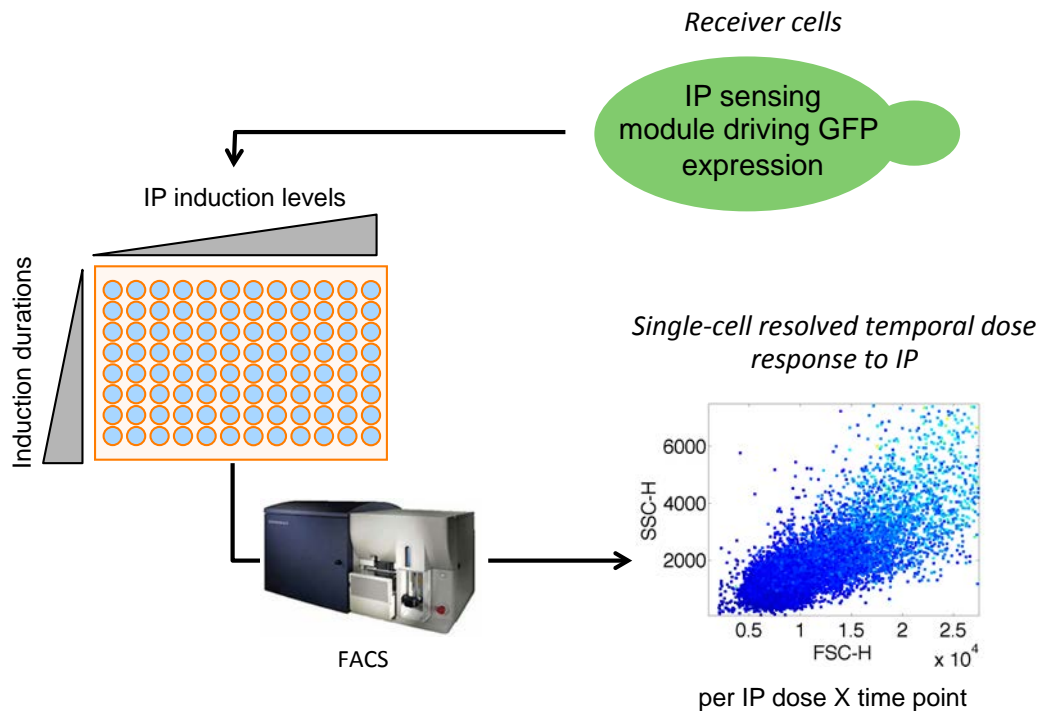 Receiver cells
IP sensing
module driving GFP
expression
IP induction levels
Induction durations
Single-cell resolved temporal dose
response to IP
SSC-H
6000
4000
2000
0.5 1 1.5 2 2.5
FSC-H x 10^4
FACS
per IP dose X time point